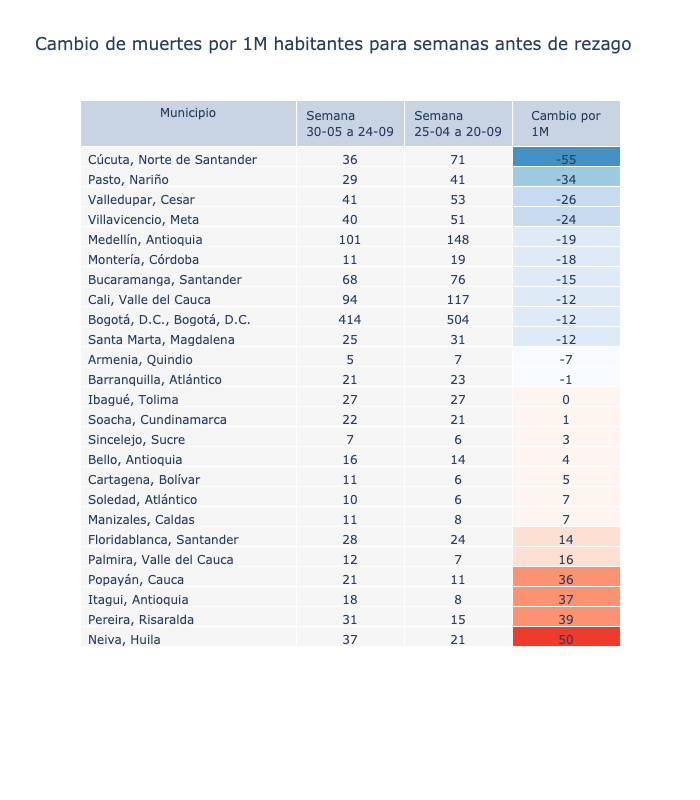 Cambio de muertes por 1M habitantes para semanas antes de rezago
Municipio
Semana
30-05 a 24-09
Semana
25-04 a 20-09
Cambio por
1M
Cúcuta, Norte de Santander 36 71 -55
Pasto, Nariño 29 41 -34
Valledupar, Cesar 41 53 -26
Villavicencio, Meta 40 51 -24
Medellín, Antioquia 101 148 -19
Montería, Córdoba 11 19 -18
Bucaramanga, Santander 68 76 -15
Cali, Valle del Cauca 94 117 -12
Bogotá, D.C., Bogotá, D.C. 414 504 -12
Santa Marta, Magdalena 25 31 -12
Armenia, Quindio 5 7 -7
Barranquilla, Atlántico 21 23 -1
Ibagué, Tolima 27 27 0
Soacha, Cundinamarca 22 21 1
Sincelejo, Sucre 7 6 3
Bello, Antioquia 16 14 4
Cartagena, Bolívar 11 6 5
Soledad, Atlántico 10 6 7
Manizales, Caldas 11 8 7
Floridablanca, Santander 28 24 14
Palmira, Valle del Cauca 12 7 16
Popayán, Cauca 21 11 36
Itagui, Antioquia 18 8 37
Pereira, Risaralda 31 15 39
Neiva, Huila 37 21 50